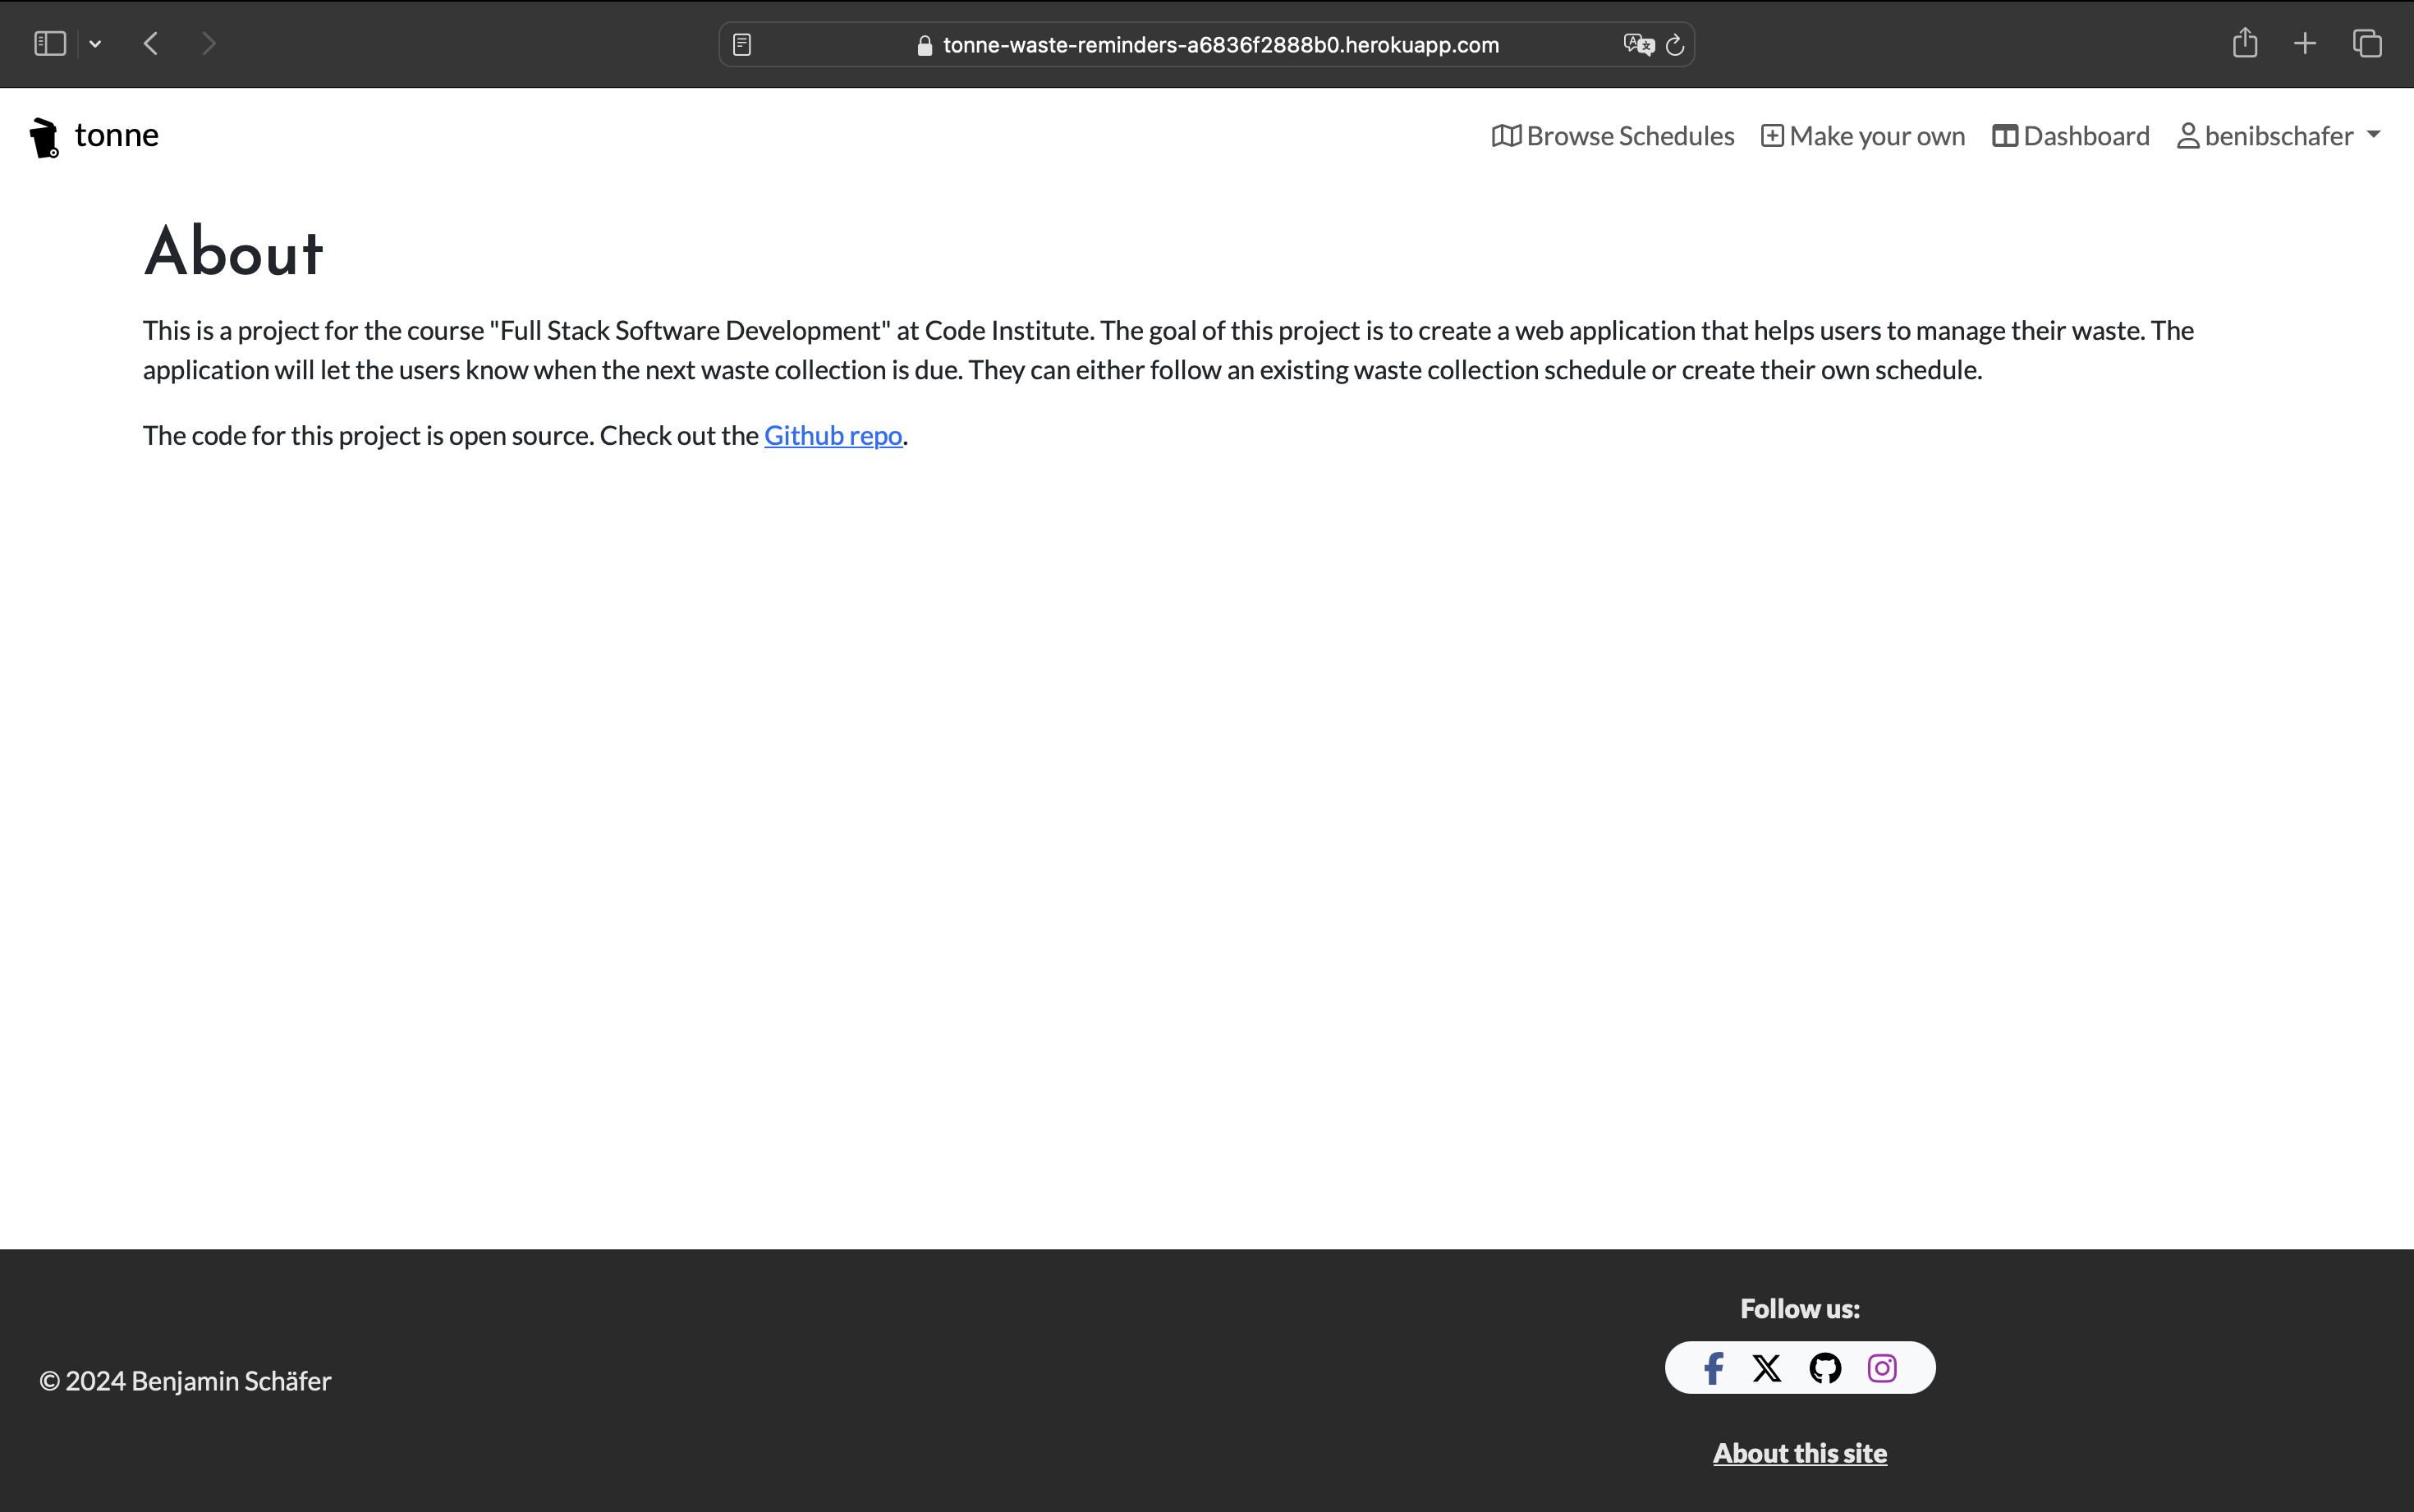 tonne-waste-reminders-a6836f2888b0.herokuapp.com
tonne
Browse Schedules
Make your own
Dashboard
benibschafer
About
This is a project for the course "Full Stack Software Development" at Code Institute. The goal of this project is to create a web application that helps users to manage their waste. The
application will let the users know when the next waste collection is due. They can either follow an existing waste collection schedule or create their own schedule.
The code for this project is open source. Check out the Github repo.
Follow us:
© 2024 Benjamin Schäfer
About this site